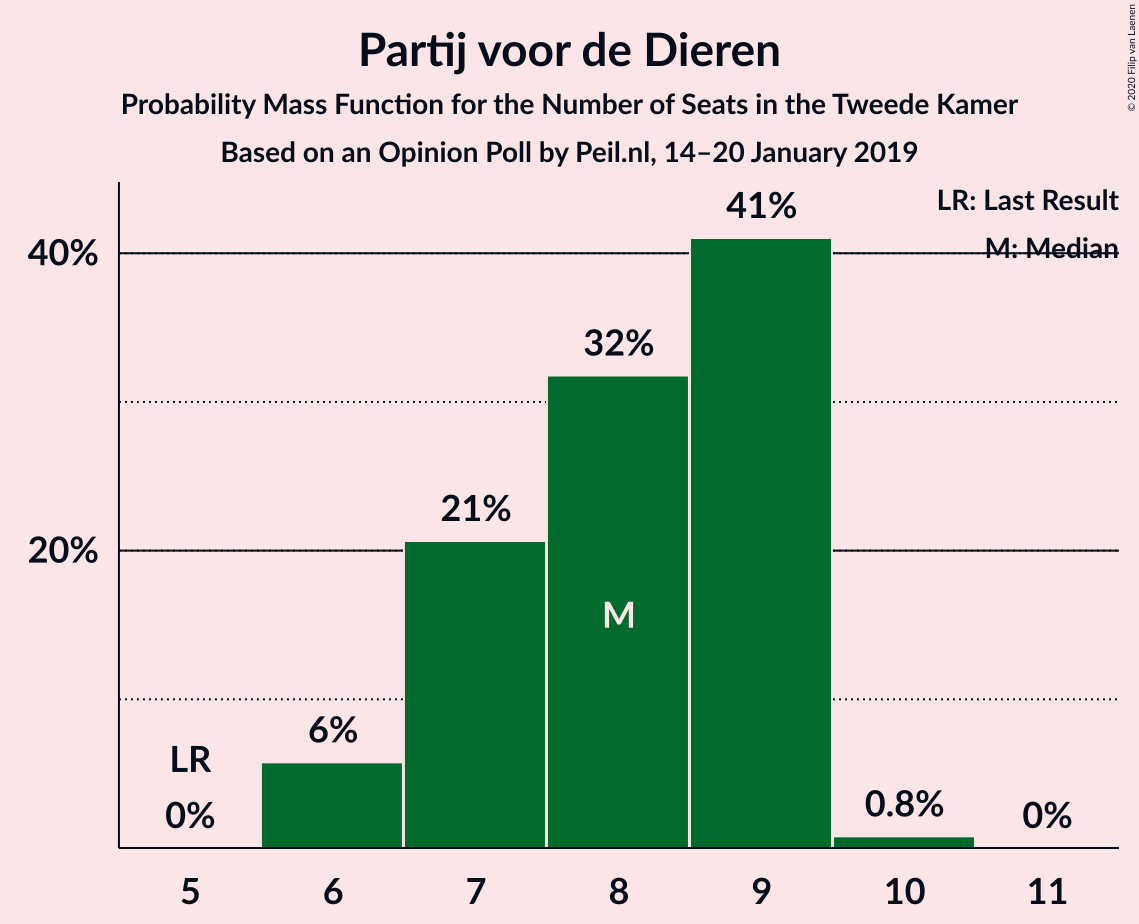 Partij voor de Dieren
Probability Mass Function for the Number of Seats in the Tweede Kamer
Based on an Opinion Poll by Peil.nl, 14–20 January 2019
© 2020 Filip van Laenen
LR: Last Result
M: Median
40%
20%
LR
0%
6%
21%
32%
M
41%
0.8%
0%
5 6 7 8 9 10 11